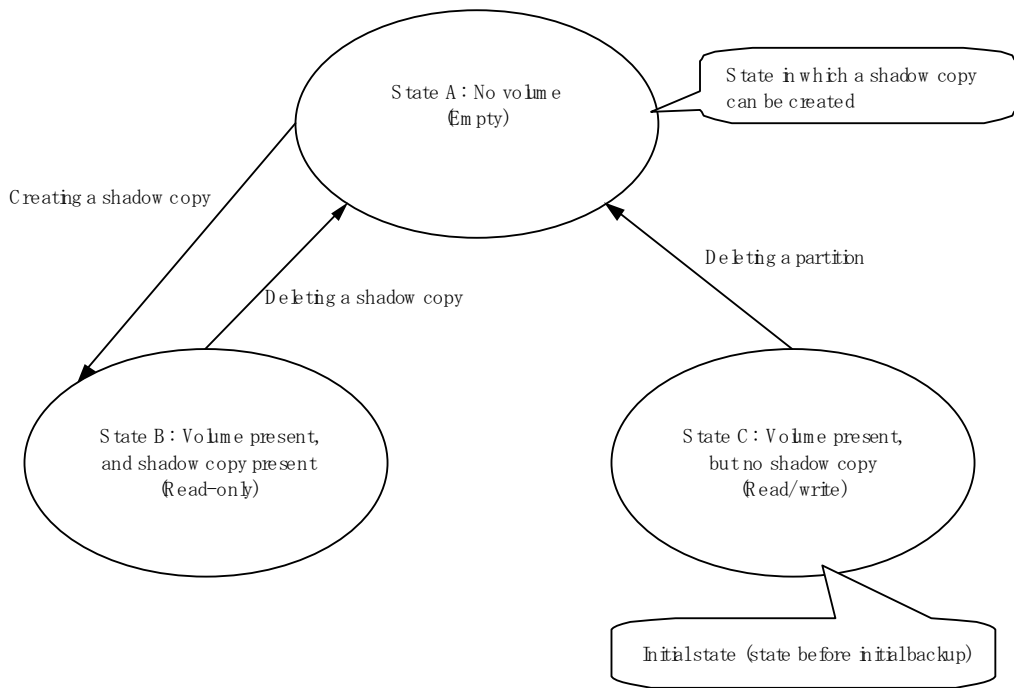 State A: No volume
(Empty)
State in which a shadow copy
can be created
Creating a shadow copy
Deleting a partition
Deleting a shadow copy
State B: Volume present,
and shadow copy present
(Read-only)
State C: Volume present,
but no shadow copy
(Read/write)
Initial state (state before initial backup)